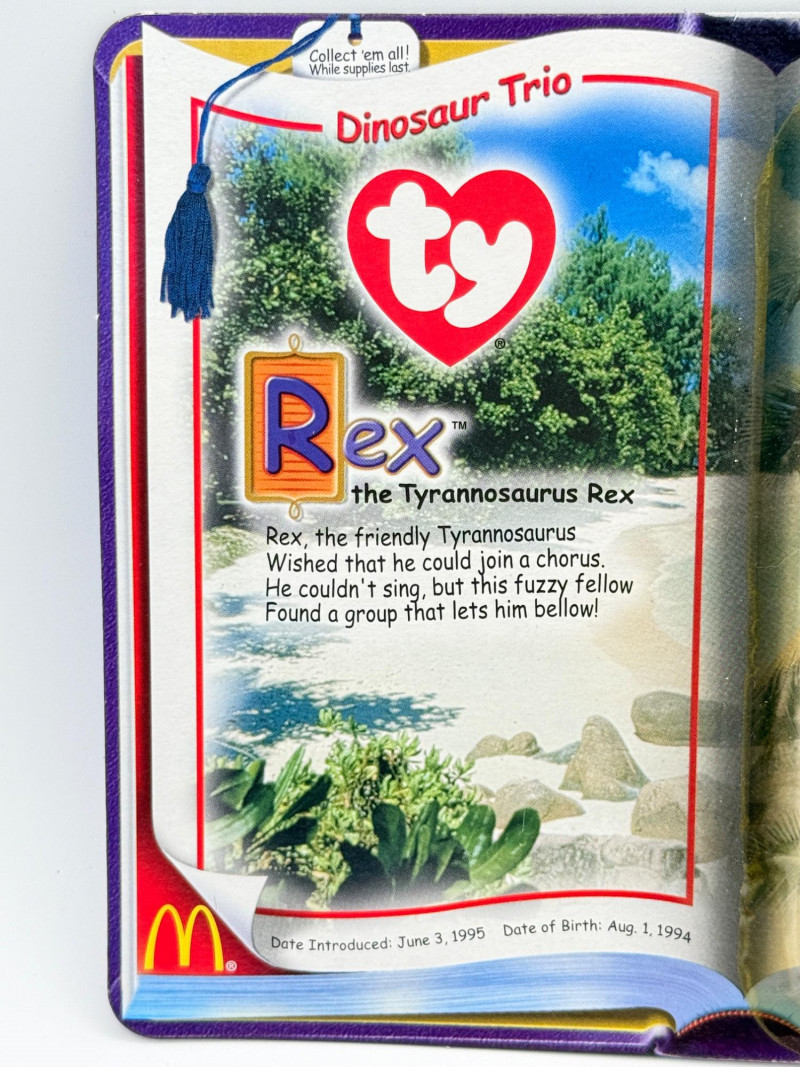 Collect 'em all!
While supplies last.
Dinosaur Trio
ty
®
Rex™
the Tyrannosaurus Rex
Rex, the friendly Tyrannosaurus
Wished that he could join a chorus.
He couldn't sing, but this fuzzy fellow
Found a group that lets him bellow!
®
Date Introduced: June 3, 1995 Date of Birth: Aug. 1, 1994